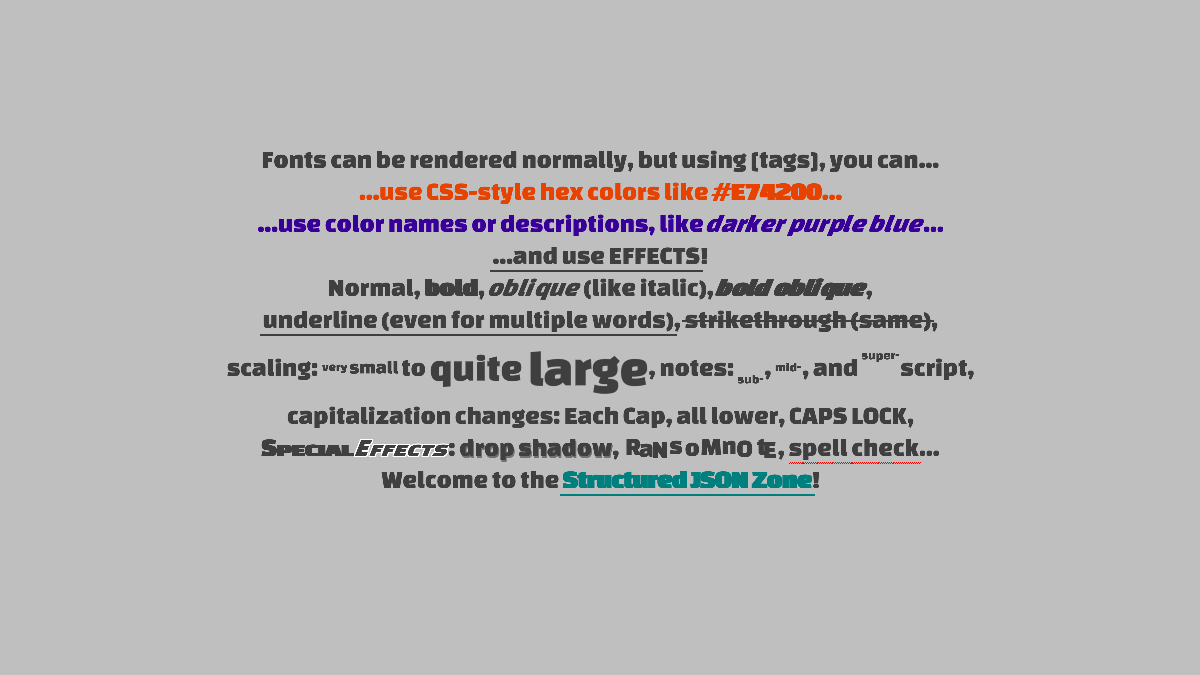 Fonts can be rendered normally, but using [tags], you can...
...use CSS-style hex colors like #E74200...
...use color names or descriptions, like darker purple blue...
...and use EFFECTS!
Normal, bold, oblique (like italic), bold oblique,
underline (even for multiple words), strikethrough (same),
scaling: very small to quite large, notes: sub-, mid-, and super- script,
capitalization changes: Each Cap, all lower, CAPS LOCK,
Special Effects: drop shadow, RaNsoMnOtE, spell check...
Welcome to the Structured JSON Zone!